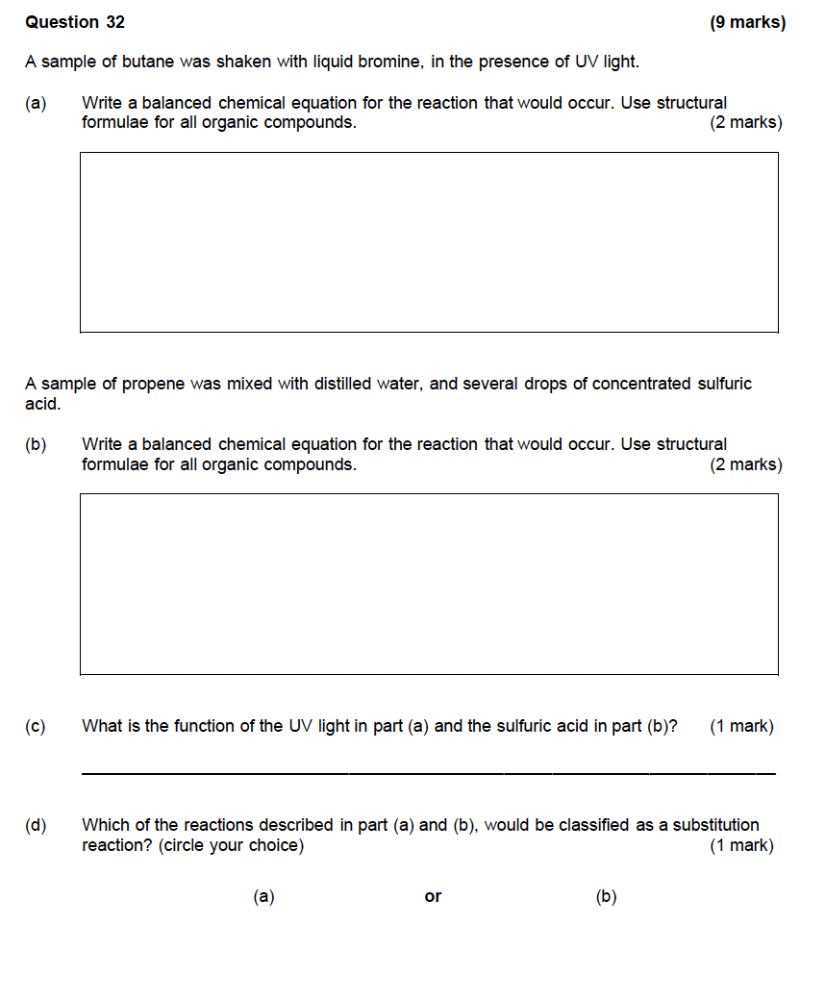 Question 32 (9 marks)
A sample of butane was shaken with liquid bromine, in the presence of UV light.
(a) Write a balanced chemical equation for the reaction that would occur. Use structural
formulae for all organic compounds. (2 marks)
A sample of propene was mixed with distilled water, and several drops of concentrated sulfuric
acid.
(b) Write a balanced chemical equation for the reaction that would occur. Use structural
formulae for all organic compounds. (2 marks)
(c) What is the function of the UV light in part (a) and the sulfuric acid in part (b)? (1 mark)
(d) Which of the reactions described in part (a) and (b), would be classified as a substitution
reaction? (circle your choice) (1 mark)
(a) or (b)